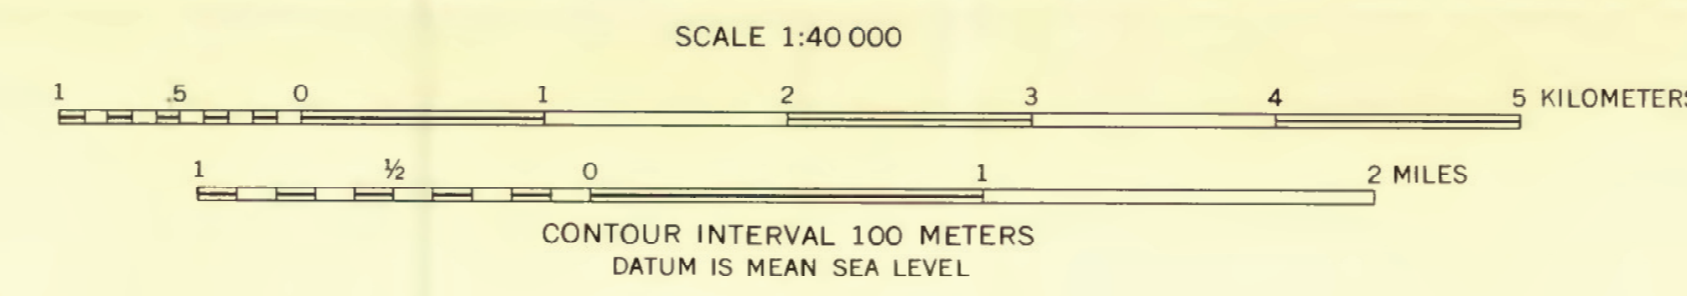 SCALE 1:40 000
1 .5 0 1 2 3 4 5 KILOMETERS
1 ½ 0 1 2 MILES
CONTOUR INTERVAL 100 METERS
DATUM IS MEAN SEA LEVEL